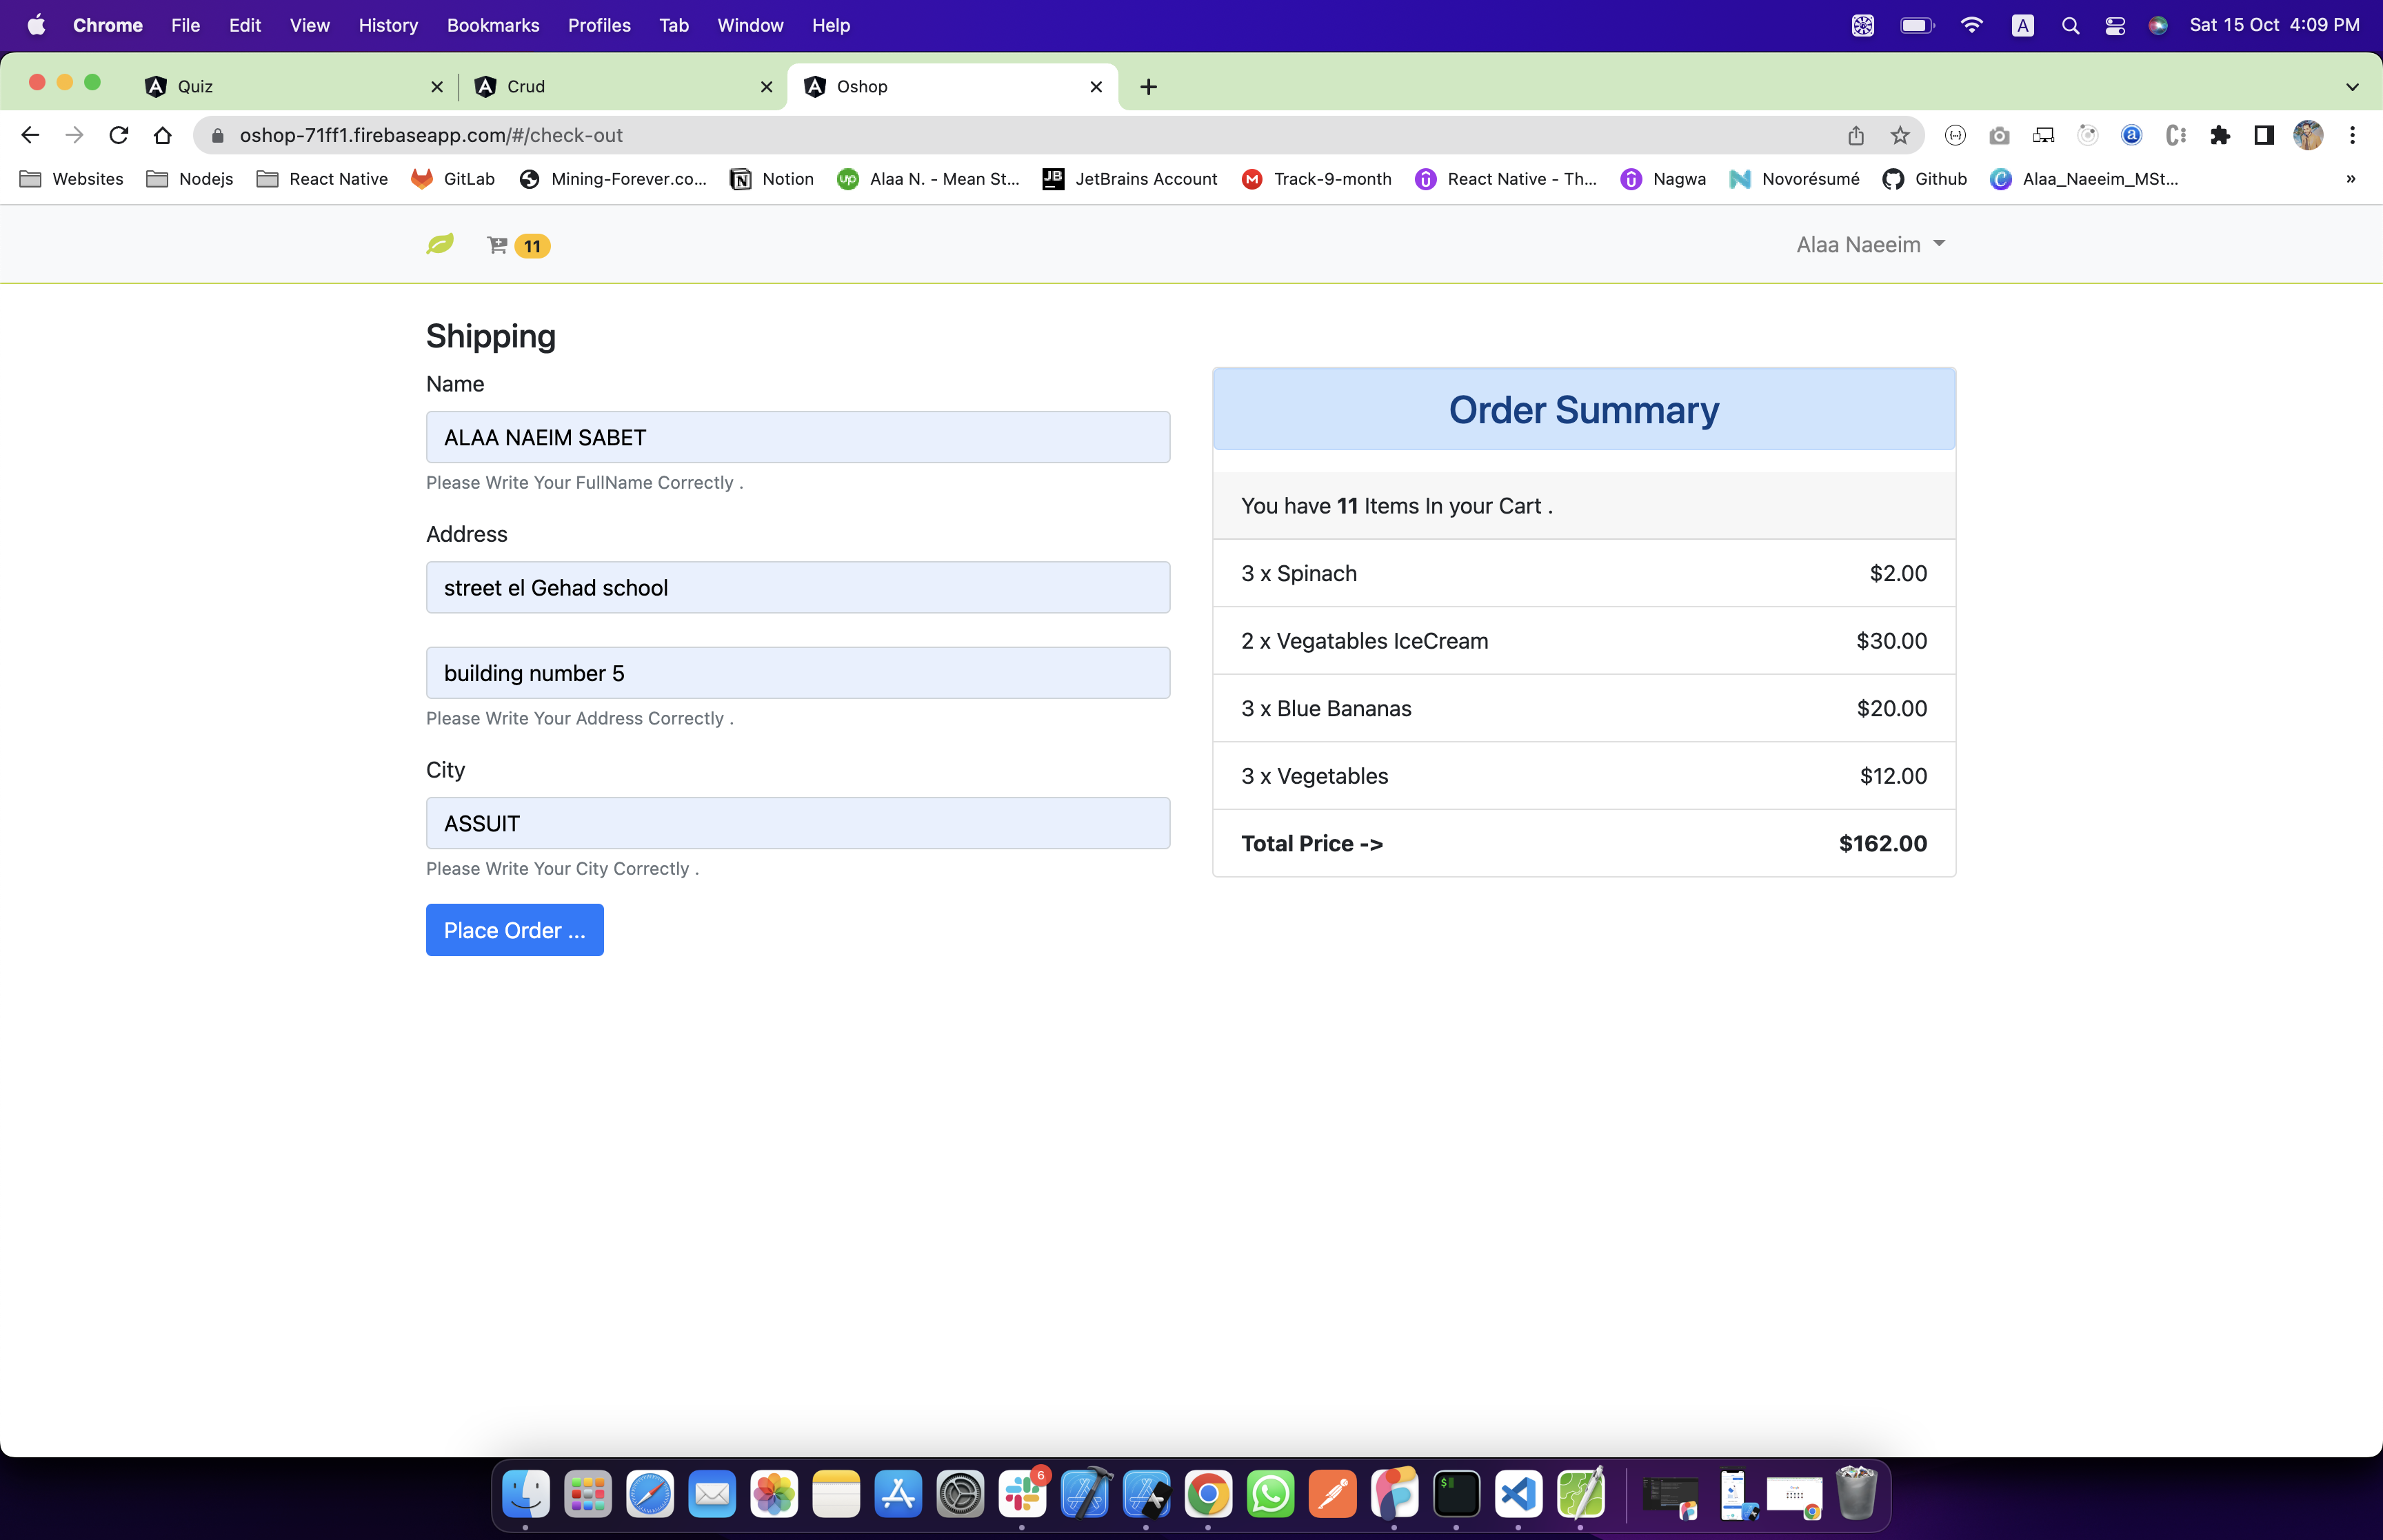 Chrome File Edit View History Bookmarks Profiles Tab Window Help A Sat 15 Oct 4:09 PM
Quiz Crud Oshop
oshop-71ff1.firebaseapp.com/#/check-out
Websites Nodejs React Native GitLab Mining-Forever.co... Notion up Alaa N. - Mean St... JB JetBrains Account M Track-9-month React Native - Th... Nagwa Novorésumé Github Alaa_Naeeim_MSt... »
11 Alaa Naeeim
Shipping
Name
ALAA NAEIM SABET
Please Write Your FullName Correctly .
Address
street el Gehad school
building number 5
Please Write Your Address Correctly .
City
ASSUIT
Please Write Your City Correctly .
Place Order ...
Order Summary
You have 11 Items In your Cart .
3 x Spinach $2.00
2 x Vegatables IceCream $30.00
3 x Blue Bananas $20.00
3 x Vegetables $12.00
Total Price -> $162.00
6